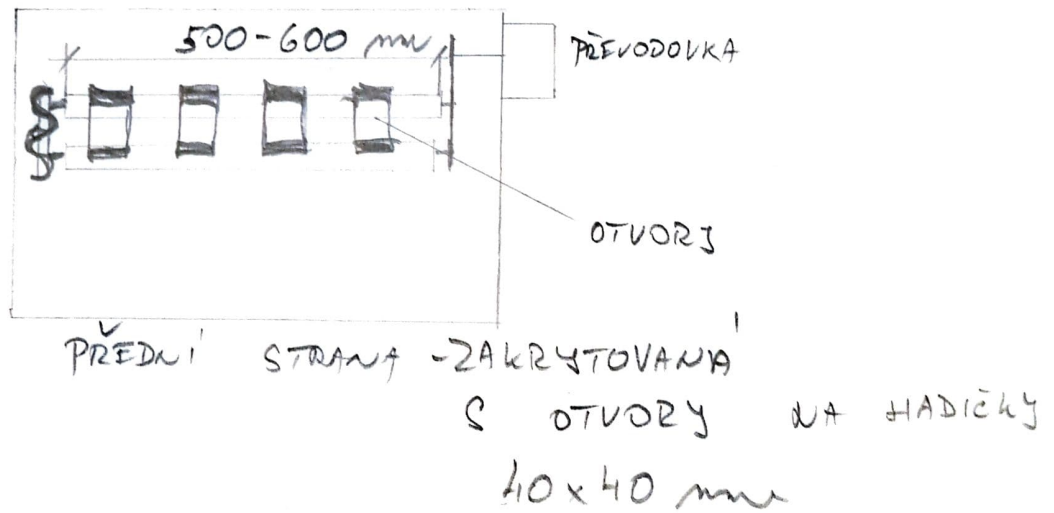 500-600 mm
PŘEVODOVKA
OTVORY
PŘEDNÍ STRANA - ZAKRYTOVANÁ
S OTVORY NA HADIČKY
40x40 mm